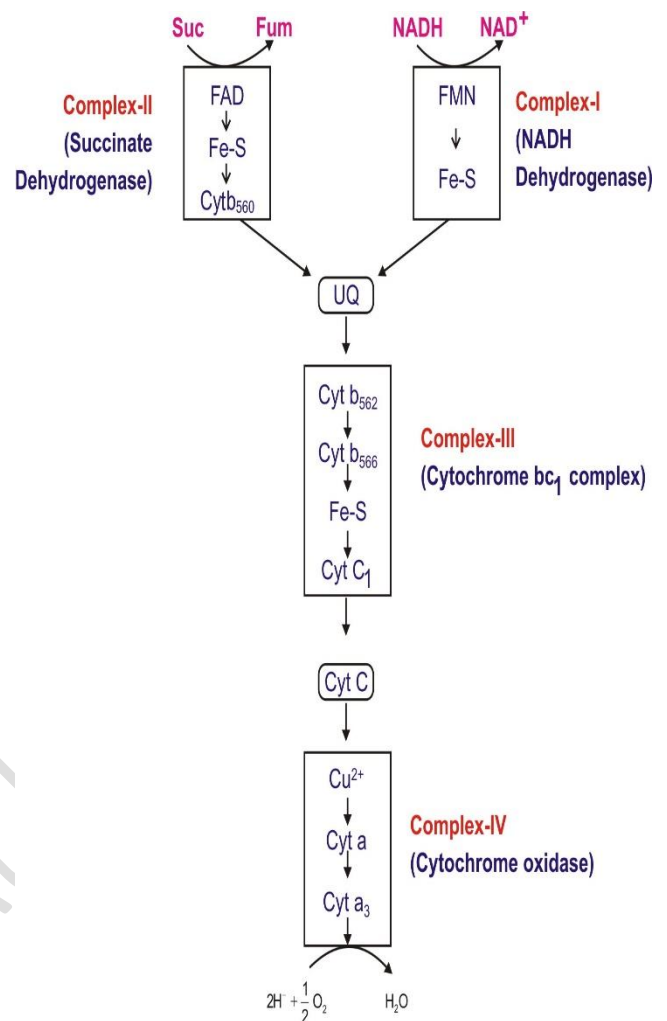 Suc Fum NADH NAD⁺
Complex-II
(Succinate
Dehydrogenase)
FAD
Fe-S
Cytb₅₆₀
FMN
Fe-S
Complex-I
(NADH
Dehydrogenase)
UQ
Cyt b₅₆₂
Cyt b₅₆₆
Fe-S
Cyt C₁
Complex-III
(Cytochrome bc₁ complex)
Cyt C
Cu²⁺
Cyt a
Cyt a₃
Complex-IV
(Cytochrome oxidase)
2H⁻ + 1/2 O₂ H₂O